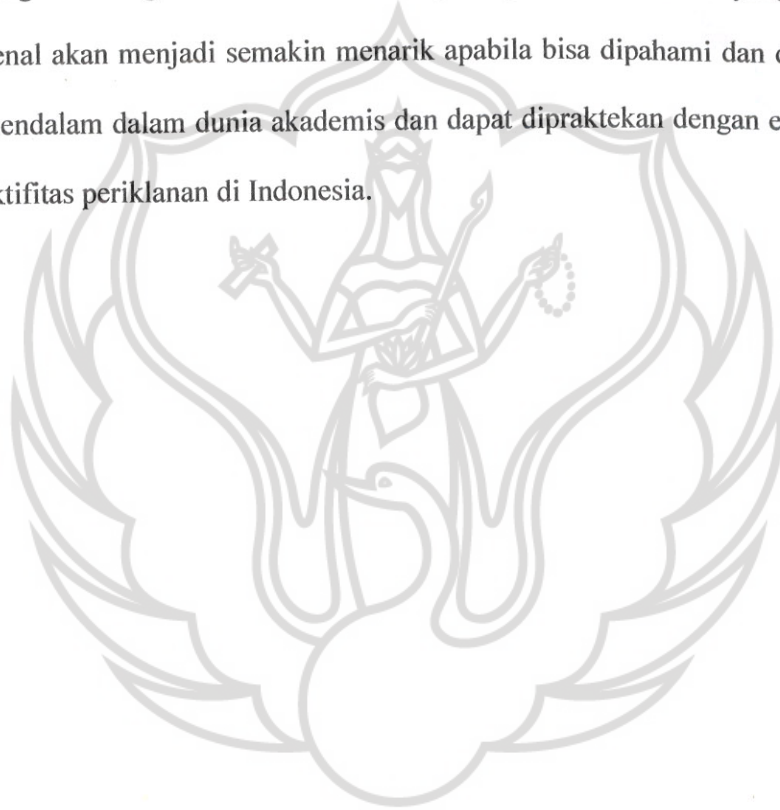 enal akan menjadi semakin menarik apabila bisa dipahami dan
endalam dalam dunia akademis dan dapat dipraktekan dengan
ktifitas periklanan di Indonesia.